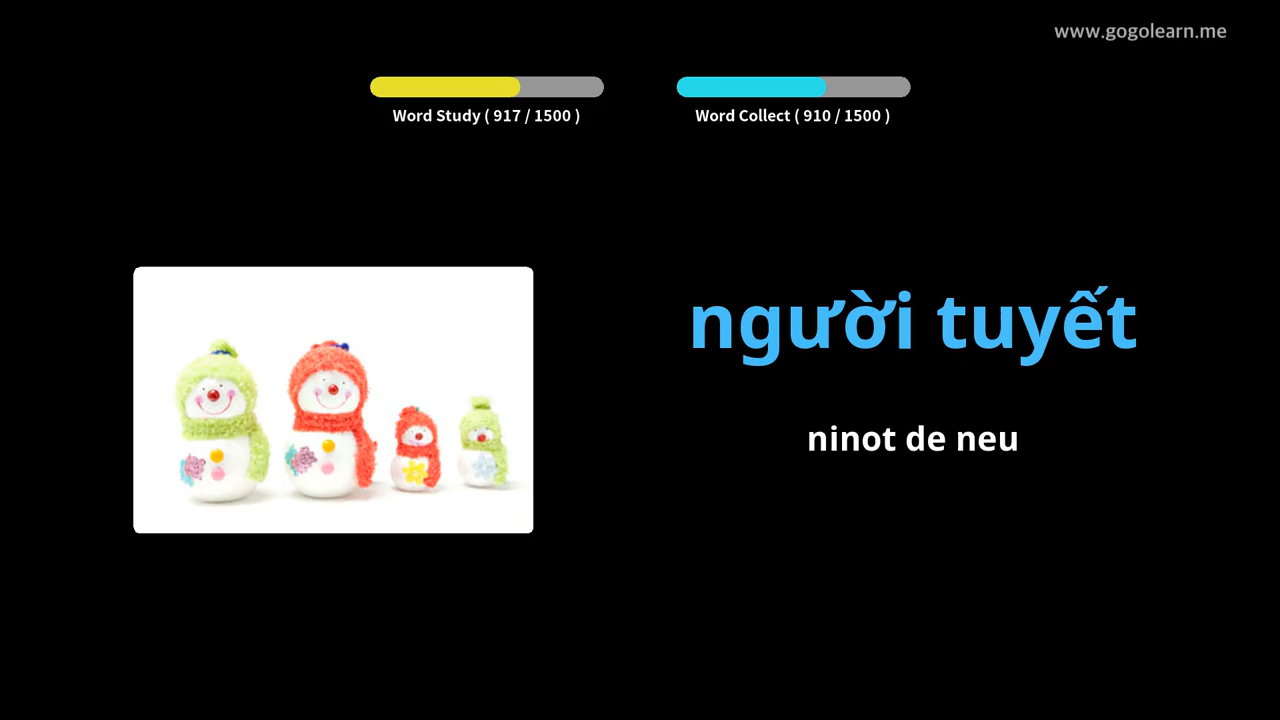 www.gogolearn.me
Word Study ( 917 / 1500 )
Word Collect ( 910 / 1500 )
người tuyết
ninot de neu